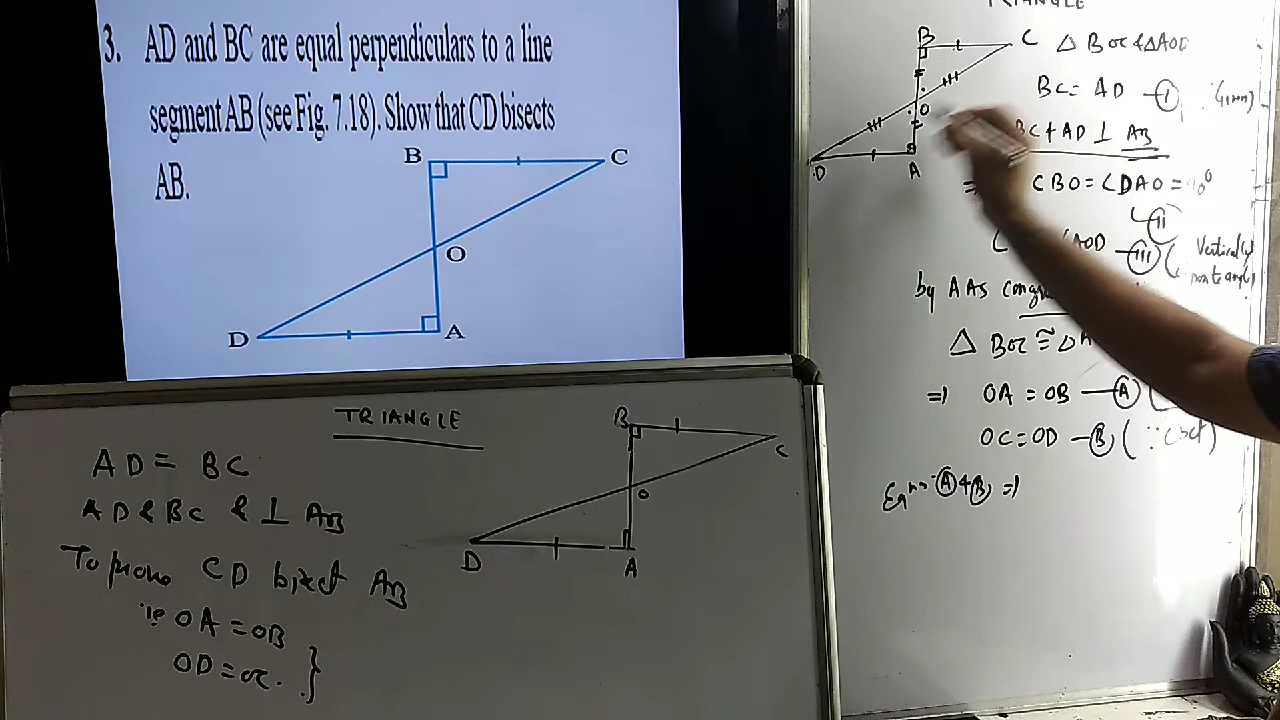 3. AD and BC are equal perpendiculars to a line
segment AB (see Fig. 7.18). Show that CD bisects
AB.
B
C
O
D
A
TRIANGLE
AD = BC
AD & BC & ⊥ AB
To prove CD bisect AB
OA = OB
OD = OC.
B
C
O
D
A
TRIANGLE
B
C
O
D
A
△ BOC & △AOD
BC = AD —(I)
BC & AD ⊥ AB
⇒ CBO = ∠DAO = 90°
(II)
AOD —(III) ( Vertically
by AAS
△ BOC ≅ △A
⇒ OA = OB —(A) (
OC = OD —(B) (∵
Eqn (A) & (B) ⇒